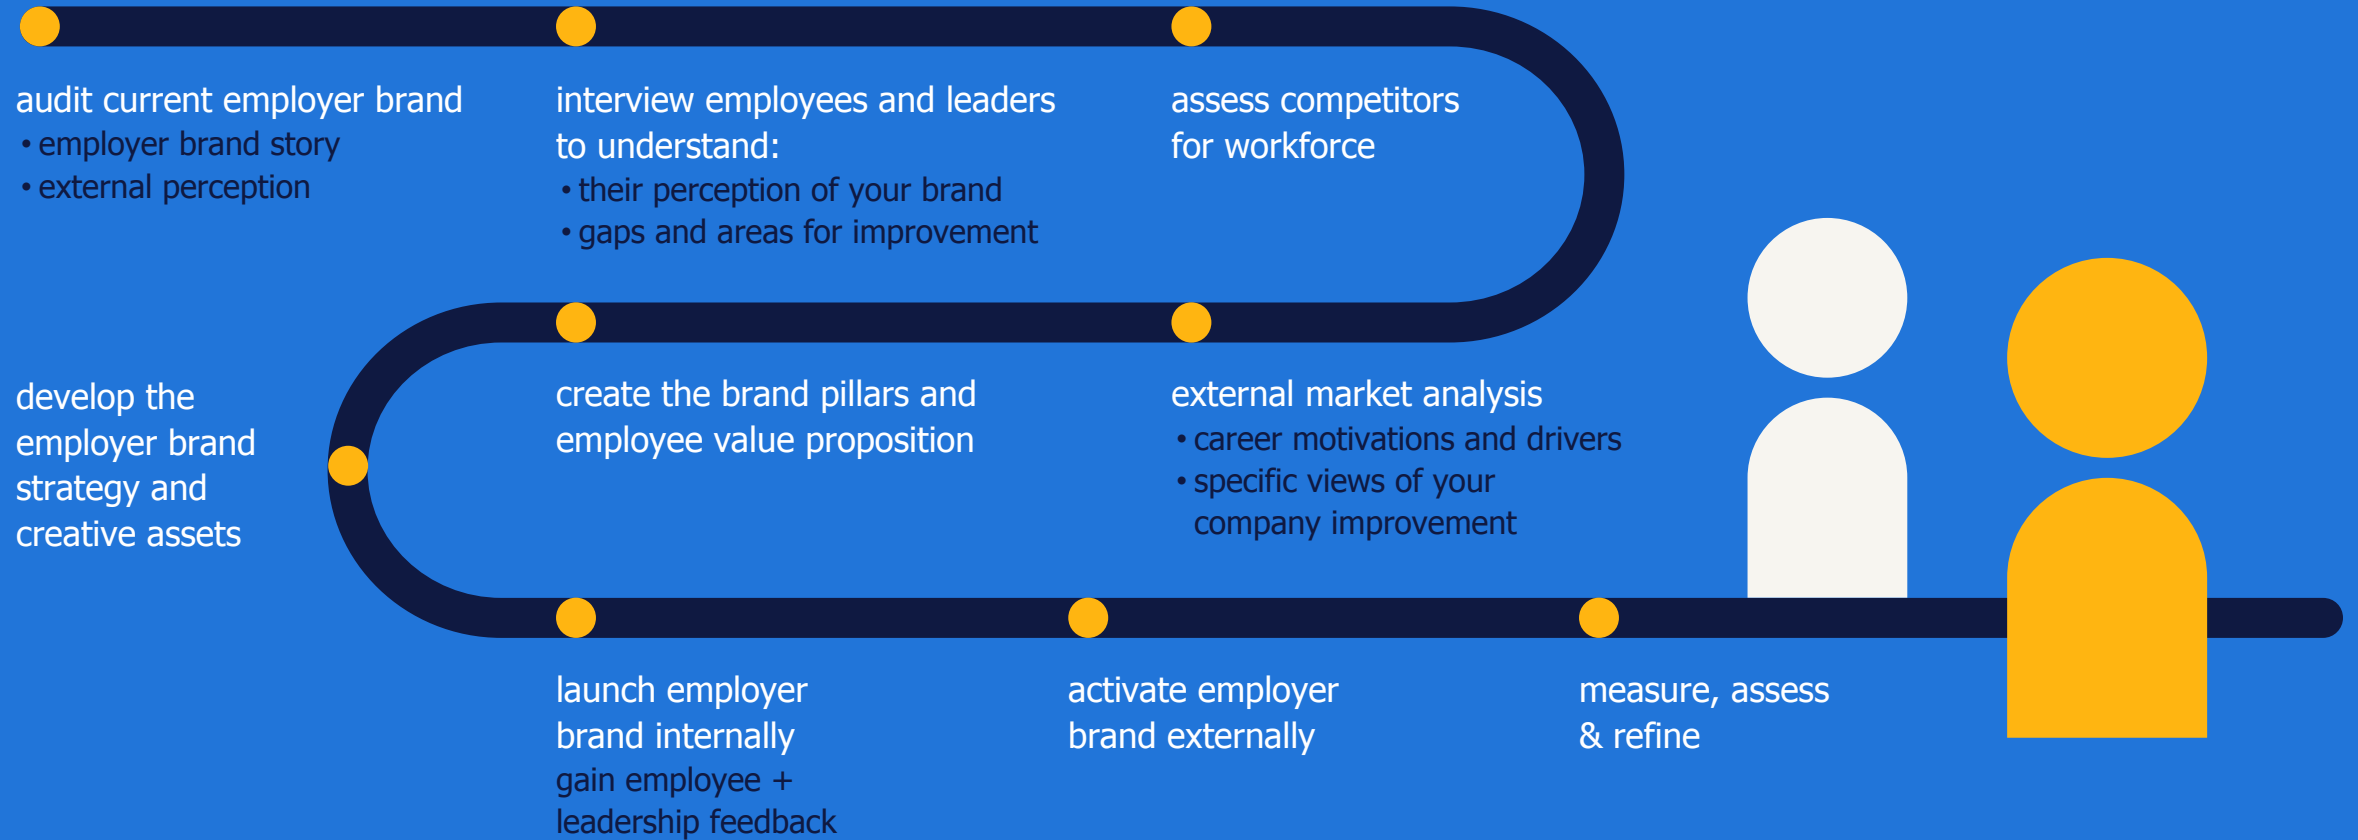 audit current employer brand
• employer brand story
• external perception
interview employees and leaders
to understand:
• their perception of your brand
• gaps and areas for improvement
assess competitors
for workforce
external market analysis
• career motivations and drivers
• specific views of your
company improvement
create the brand pillars and
employee value proposition
develop the
employer brand
strategy and
creative assets
launch employer
brand internally
gain employee +
leadership feedback
activate employer
brand externally
measure, assess
& refine